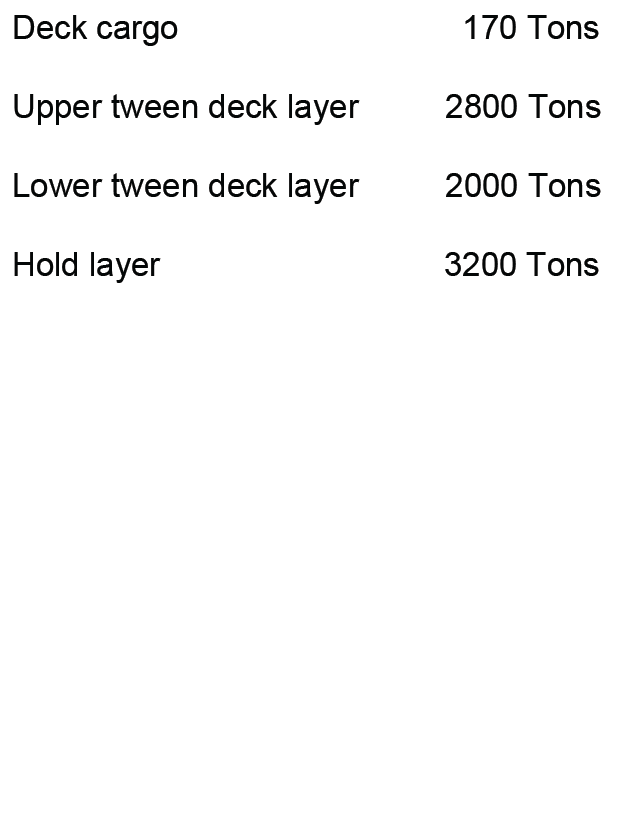 Deck cargo 170 Tons
Upper tween deck layer 2800 Tons
Lower tween deck layer 2000 Tons
Hold layer 3200 Tons